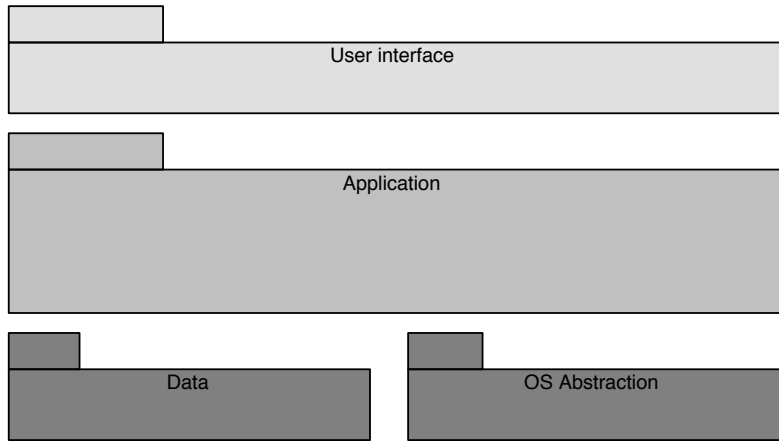 User interface
Application
Data
OS Abstraction